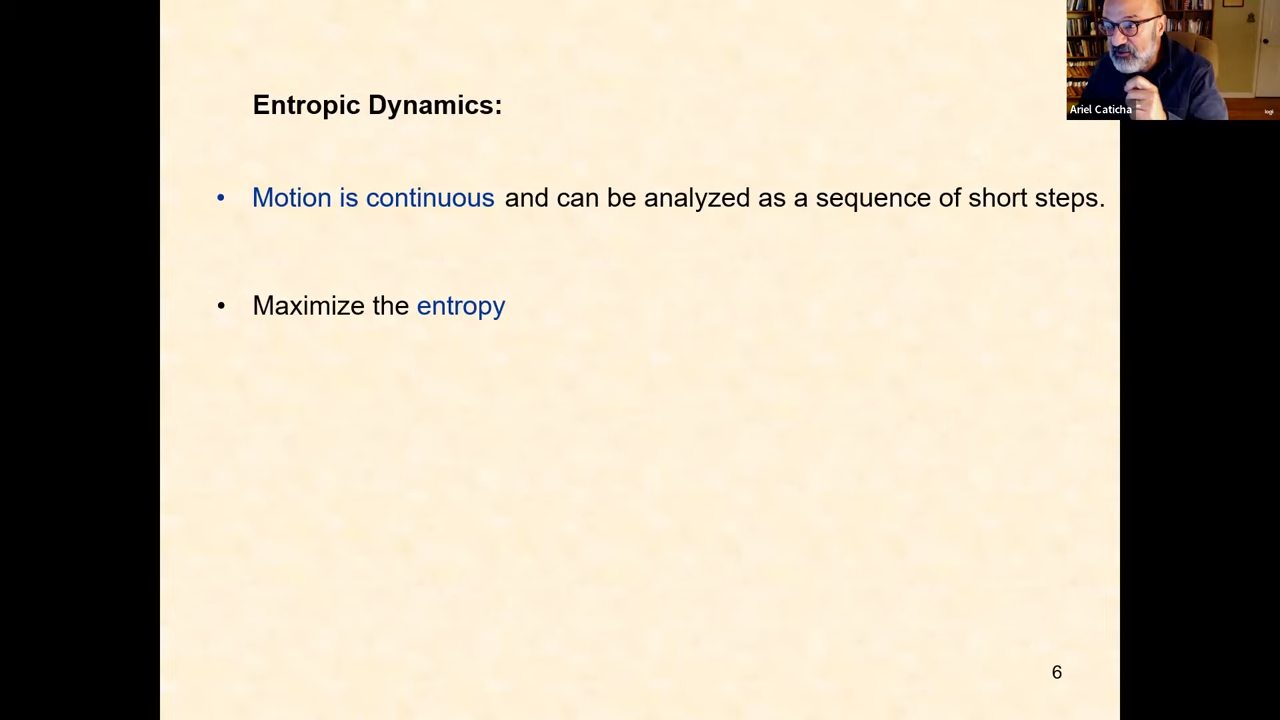 Entropic Dynamics:
• Motion is continuous and can be analyzed as a sequence of short steps.
• Maximize the entropy
6
Ariel Caticha
logi